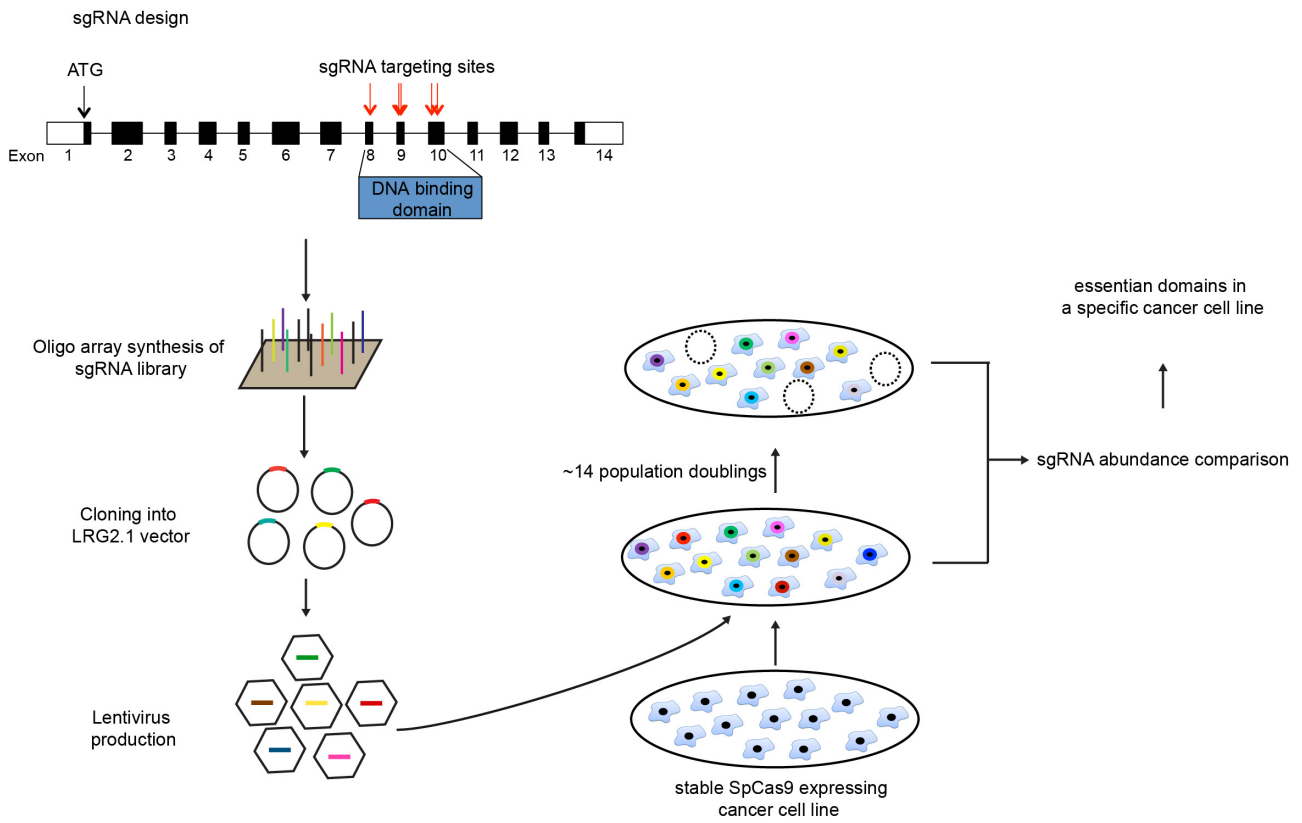 sgRNA design
ATG
sgRNA targeting sites
Exon 1 2 3 4 5 6 7 8 9 10 11 12 13 14
DNA binding
domain
Oligo array synthesis of
sgRNA library
Cloning into
LRG2.1 vector
Lentivirus
production
stable SpCas9 expressing
cancer cell line
~14 population doublings
sgRNA abundance comparison
essentian domains in
a specific cancer cell line